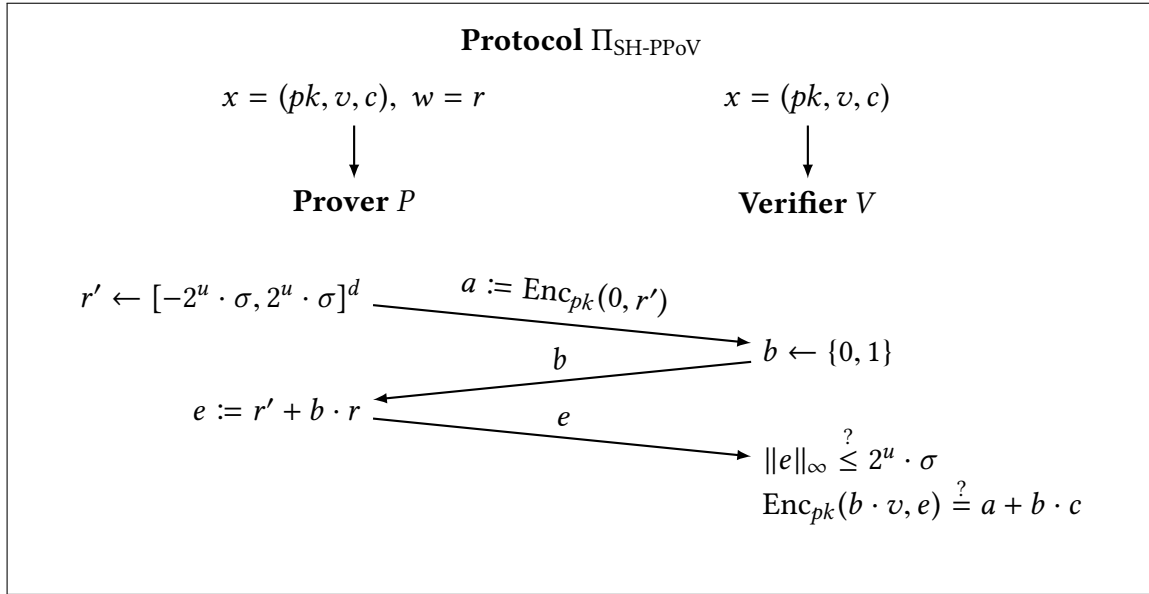 Protocol Π_SH-PPoV
x = (pk, v, c), w = r
x = (pk, v, c)
Prover P
Verifier V
r′ ← [−2^u · σ, 2^u · σ]^d
a := Enc_pk(0, r′)
b ← {0, 1}
b
e := r′ + b · r
e
‖e‖_∞ ≤^? 2^u · σ
Enc_pk(b · v, e) =^? a + b · c